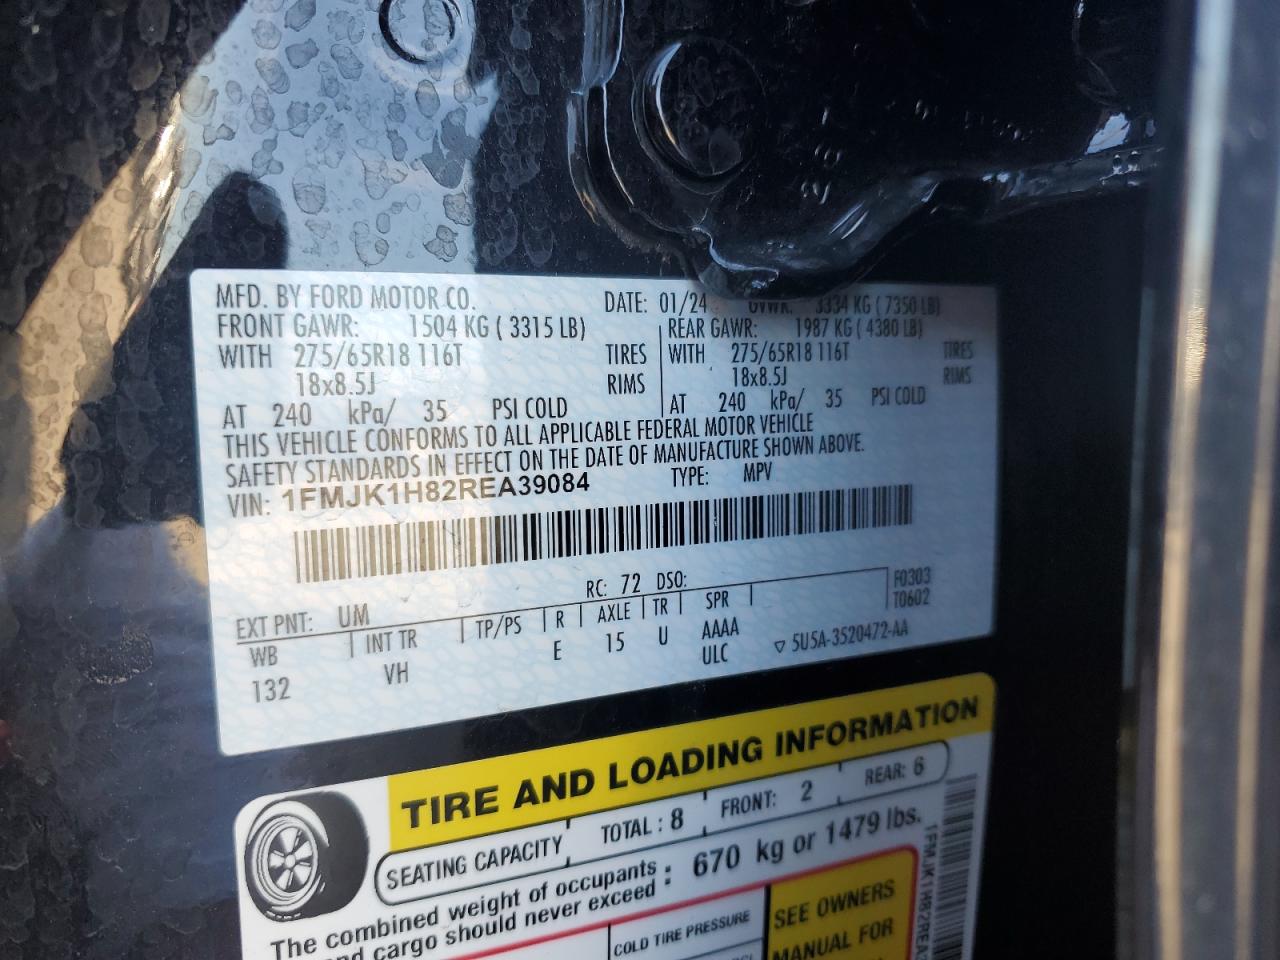 MFD. BY FORD MOTOR CO. DATE: 01/24 GVWR: 3334 KG ( 7350 LB)
FRONT GAWR: 1504 KG ( 3315 LB) REAR GAWR: 1987 KG ( 4380 LB)
WITH 275/65R18 116T TIRES WITH 275/65R18 116T TIRES
18x8.5J RIMS 18x8.5J RIMS
AT 240 kPa/ 35 PSI COLD AT 240 kPa/ 35 PSI COLD
THIS VEHICLE CONFORMS TO ALL APPLICABLE FEDERAL MOTOR VEHICLE
SAFETY STANDARDS IN EFFECT ON THE DATE OF MANUFACTURE SHOWN ABOVE.
VIN: 1FMJK1H82REA39084 TYPE: MPV
EXT PNT: UM RC: 72 DSO: F0303
T0602
WB INT TR TP/PS R AXLE TR SPR
132 VH E 15 U AAAA
ULC ▽ 5U5A-3520472-AA
TIRE AND LOADING INFORMATION
SEATING CAPACITY TOTAL : 8 FRONT: 2 REAR: 6
The combined weight of occupants : 670 kg or 1479 lbs.
and cargo should never exceed :
COLD TIRE PRESSURE
SEE OWNERS
MANUAL FOR